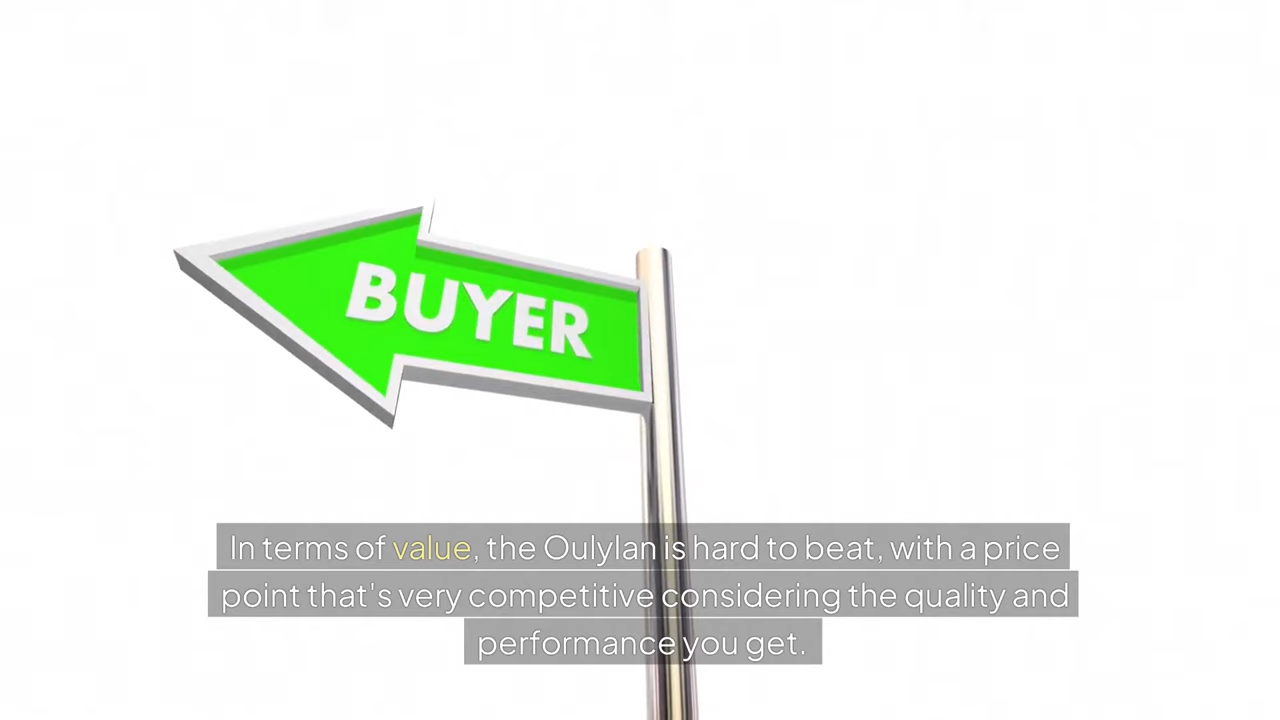 BUYER
In terms of value, the Oulylan is hard to beat, with a price
point that's very competitive considering the quality and
performance you get.